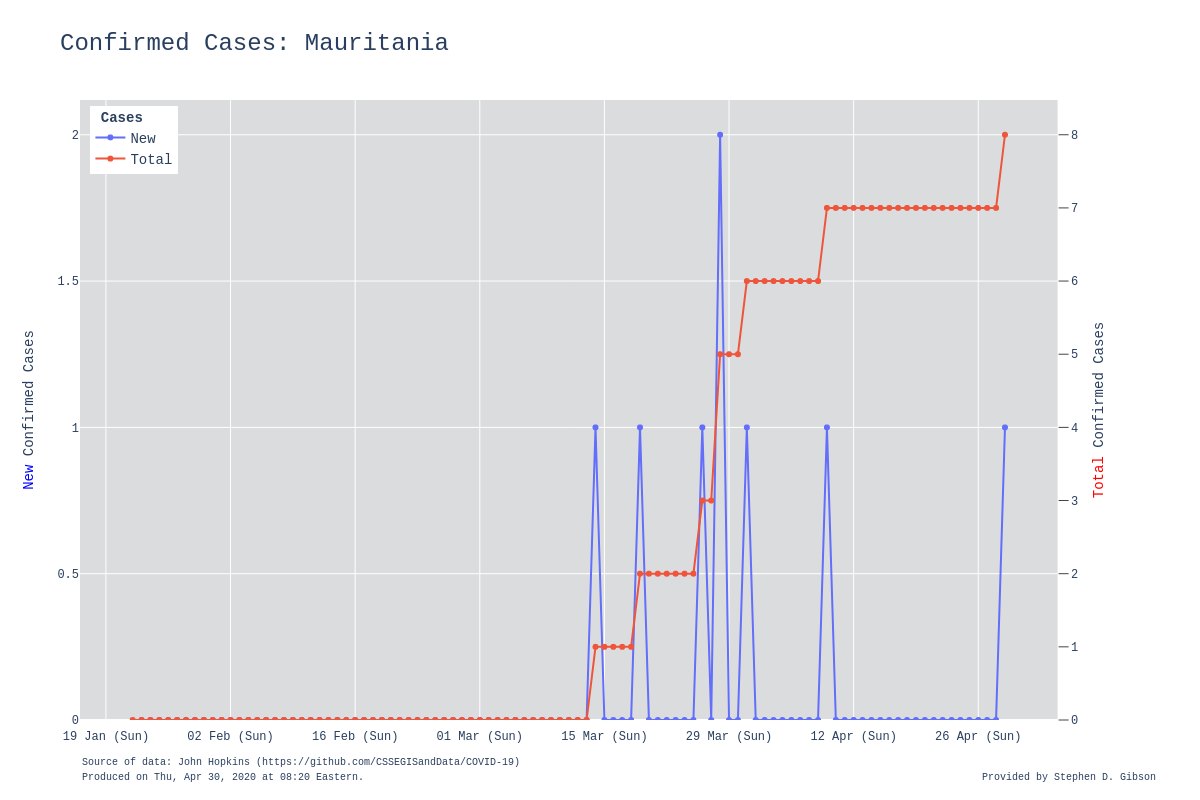 Confirmed Cases: Mauritania
Cases
New
Total
2
1.5
1
0.5
0
8
7
6
5
4
3
2
1
0
New Confirmed Cases
Total Confirmed Cases
19 Jan (Sun) 02 Feb (Sun) 16 Feb (Sun) 01 Mar (Sun) 15 Mar (Sun) 29 Mar (Sun) 12 Apr (Sun) 26 Apr (Sun)
Source of data: John Hopkins (https://github.com/CSSEGISandData/COVID-19)
Produced on Thu, Apr 30, 2020 at 08:20 Eastern.
Provided by Stephen D. Gibson